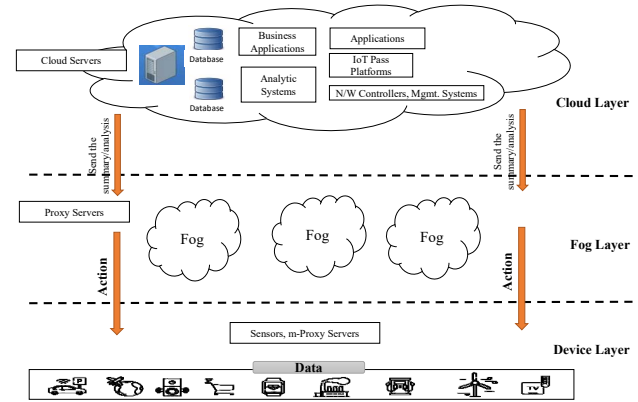 Cloud Servers
Database
Database
Business
Applications
Analytic
Systems
Applications
IoT Pass
Platforms
N/W Controllers, Mgmt. Systems
Cloud Layer
Send the
summary/analysis
Send the
summary/analysis
Proxy Servers
Fog
Fog
Fog
Fog Layer
Action
Action
Sensors, m-Proxy Servers
Device Layer
Data
P
TV